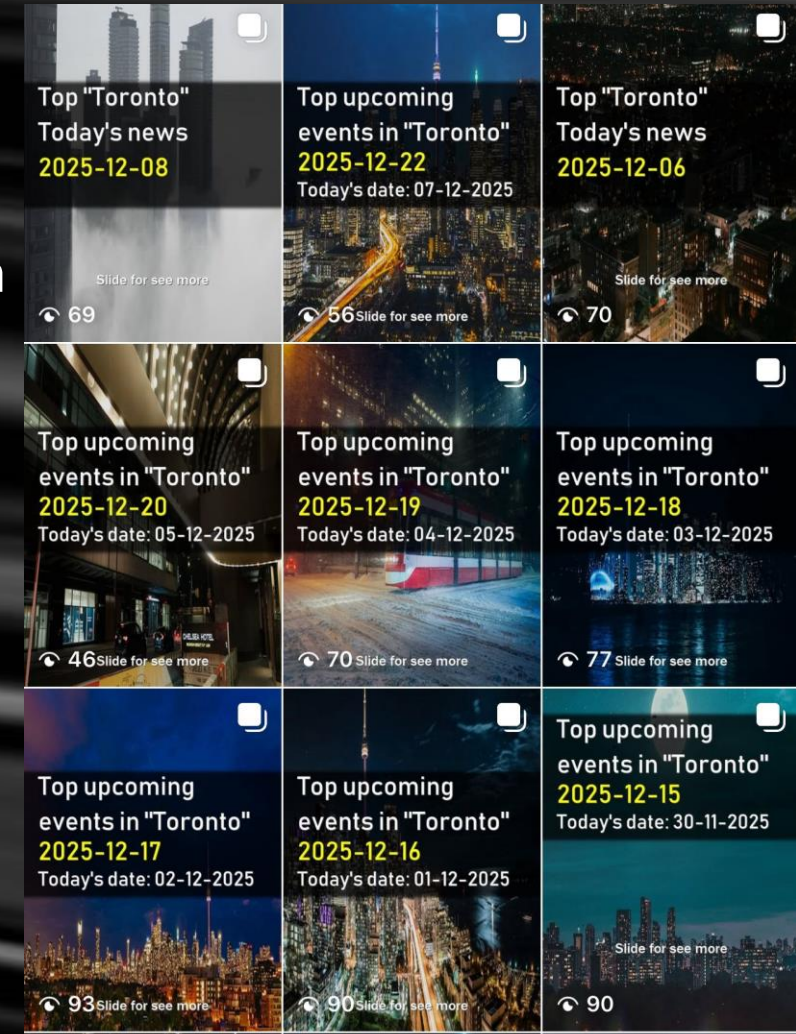 n
Top "Toronto"
Today's news
2025-12-08
Slide for see more
69
Top upcoming
events in "Toronto"
2025-12-22
Today's date: 07-12-2025
56 Slide for see more
Top "Toronto"
Today's news
2025-12-06
Slide for see more
70
Top upcoming
events in "Toronto"
2025-12-20
Today's date: 05-12-2025
CHELSEA HOTEL
46 Slide for see more
Top upcoming
events in "Toronto"
2025-12-19
Today's date: 04-12-2025
70 Slide for see more
Top upcoming
events in "Toronto"
2025-12-18
Today's date: 03-12-2025
77 Slide for see more
Top upcoming
events in "Toronto"
2025-12-17
Today's date: 02-12-2025
93 Slide for see more
Top upcoming
events in "Toronto"
2025-12-16
Today's date: 01-12-2025
90 Slide for see more
Top upcoming
events in "Toronto"
2025-12-15
Today's date: 30-11-2025
Slide for see more
90